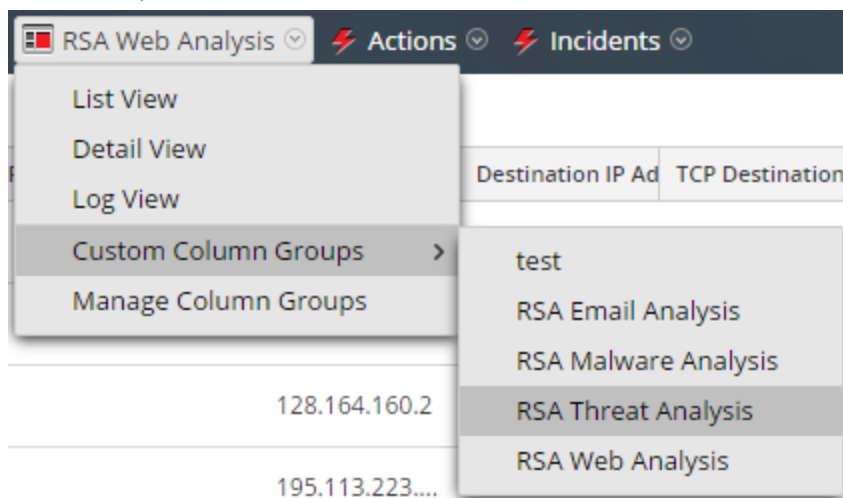 RSA Web Analysis Actions Incidents
List View
Detail View
Log View
Custom Column Groups
Manage Column Groups
Destination IP Ad TCP Destination
test
RSA Email Analysis
RSA Malware Analysis
RSA Threat Analysis
RSA Web Analysis
128.164.160.2
195.113.223....